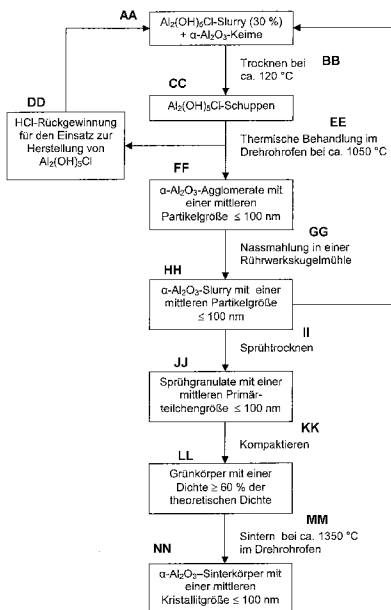 AA
Al₂(OH)₅Cl-Slurry (30 %)
+ α-Al₂O₃-Keime
BB
Trocknen bei
ca. 120 °C
CC
Al₂(OH)₅Cl-Schuppen
DD
HCl-Rückgewinnung
für den Einsatz zur
Herstellung von
Al₂(OH)₅Cl
EE
Thermische Behandlung im
Drehrohrofen bei ca. 1050 °C
FF
α-Al₂O₃-Agglomerate mit
einer mittleren
Partikelgröße ≤ 100 nm
GG
Nassmahlung in einer
Rührwerkskugelmühle
HH
α-Al₂O₃-Slurry mit einer
mittleren Partikelgröße
≤ 100 nm
II
Sprühtrocknen
JJ
Sprühgranulate mit einer
mittleren Primär-
teilchengröße ≤ 100 nm
KK
Kompaktieren
LL
Grünkörper mit einer
Dichte ≥ 60 % der
theoretischen Dichte
MM
Sintern bei ca. 1350 °C
im Drehrohrofen
NN
α-Al₂O₃–Sinterkörper mit
einer mittleren
Kristallitgröße ≤ 100 nm